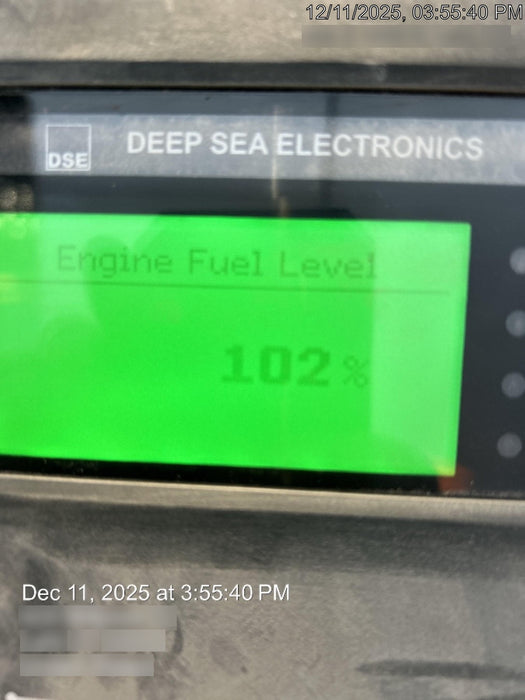 12/11/2025, 03:55:40 PM
DSE
DEEP SEA ELECTRONICS
Engine Fuel Level
102 %
Dec 11, 2025 at 3:55:40 PM